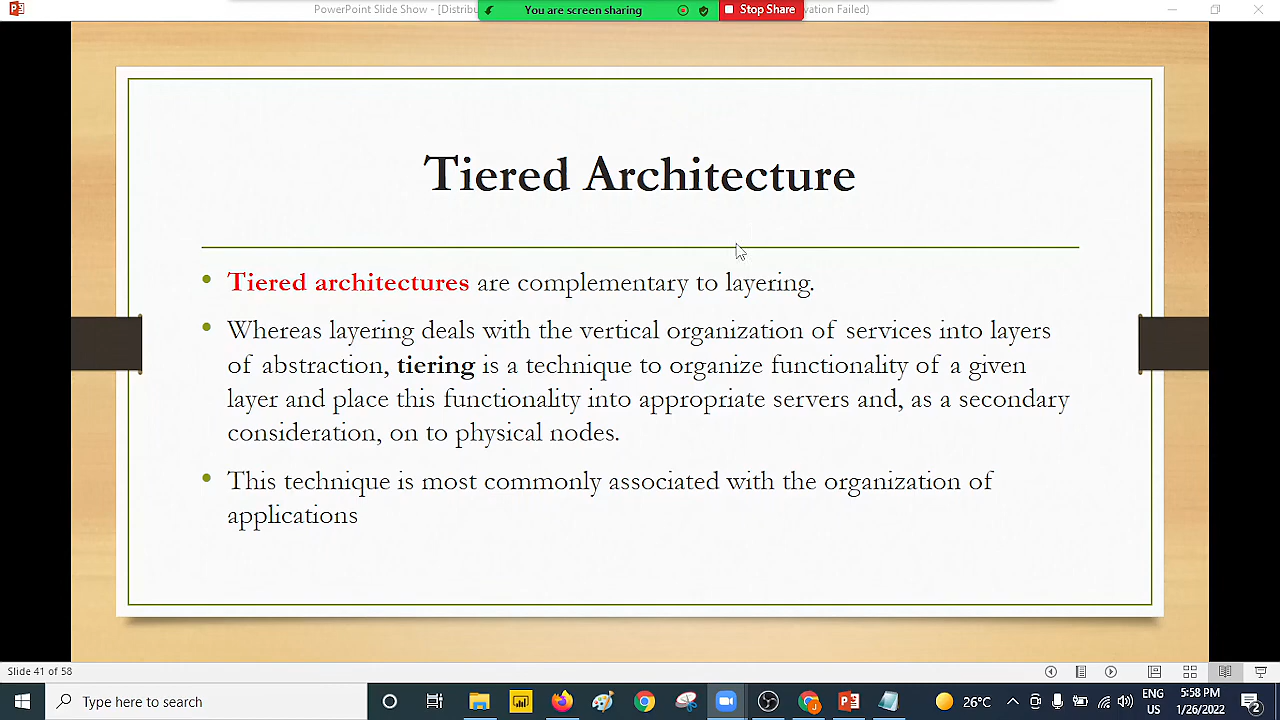 PowerPoint Slide Show - [Distribu
You are screen sharing
Stop Share
vation Failed)
Tiered Architecture
• Tiered architectures are complementary to layering.
• Whereas layering deals with the vertical organization of services into layers
of abstraction, tiering is a technique to organize functionality of a given
layer and place this functionality into appropriate servers and, as a secondary
consideration, on to physical nodes.
• This technique is most commonly associated with the organization of
applications
Slide 41 of 58
Type here to search
26°C
ENG
US
5:58 PM
1/26/2022
2